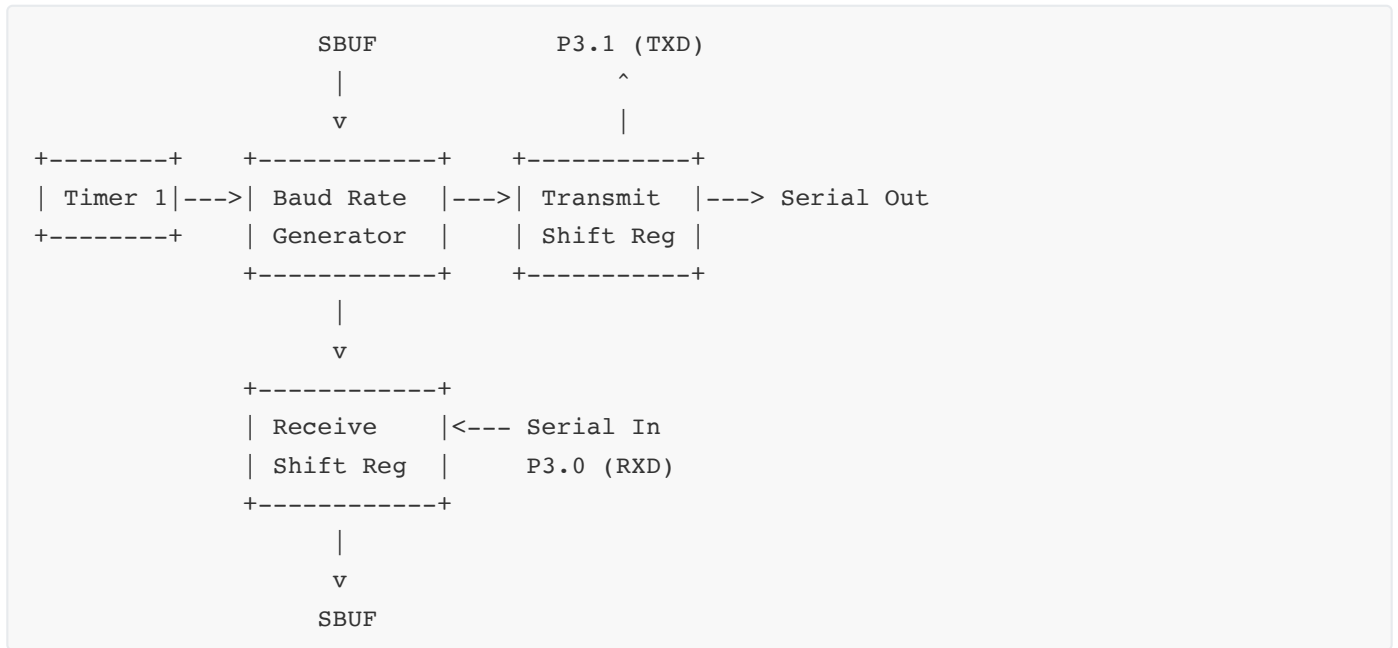 SBUF P3.1 (TXD)
| ^
v |
+--------+ +------------+ +-----------+
| Timer 1|--->| Baud Rate |--->| Transmit |---> Serial Out
+--------+ | Generator | | Shift Reg |
+------------+ +-----------+
|
v
+------------+
| Receive |<--- Serial In
| Shift Reg | P3.0 (RXD)
+------------+
|
v
SBUF